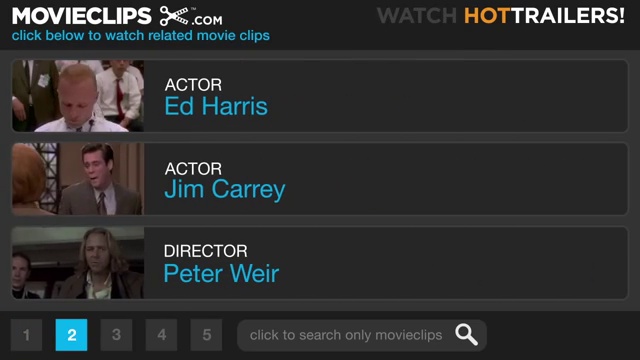 MOVIECLIPS™.COM
WATCH HOTTRAILERS!
click below to watch related movie clips
ACTOR
Ed Harris
ACTOR
Jim Carrey
DIRECTOR
Peter Weir
1 2 3 4 5
click to search only movieclips